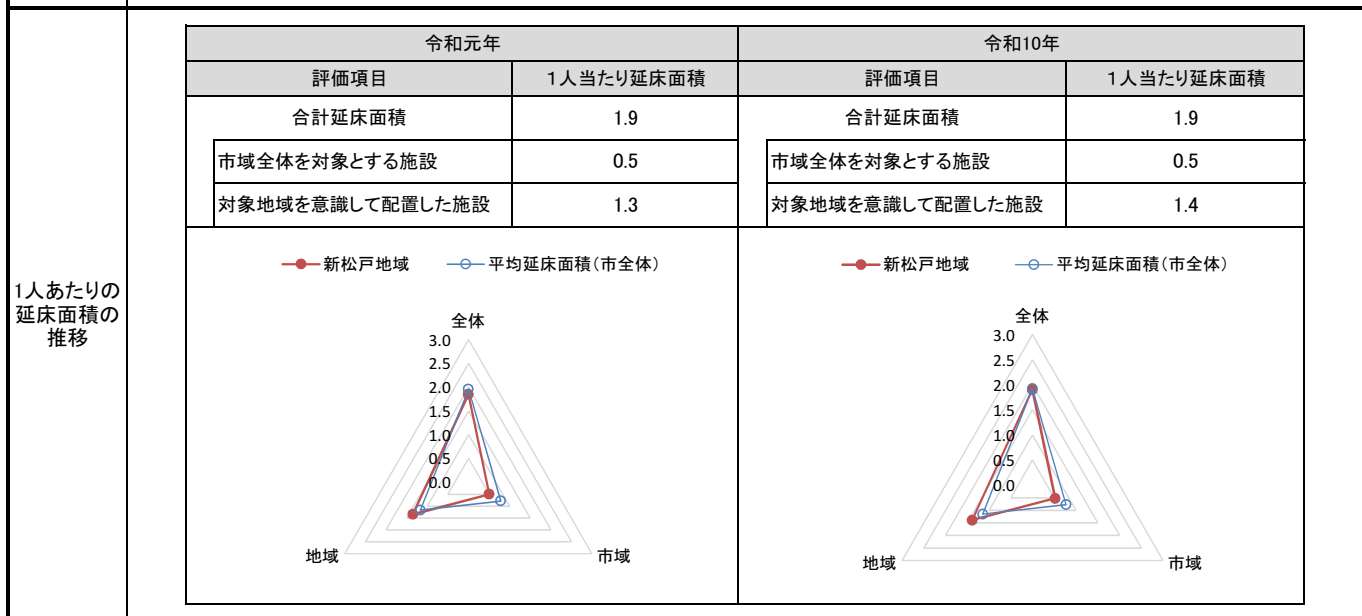 令和元年 令和10年
評価項目 1人当たり延床面積 評価項目 1人当たり延床面積
合計延床面積 1.9 合計延床面積 1.9
市域全体を対象とする施設 0.5 市域全体を対象とする施設 0.5
対象地域を意識して配置した施設 1.3 対象地域を意識して配置した施設 1.4
1人あたりの
延床面積の
推移
新松戸地域 平均延床面積(市全体)
全体
3.0
2.5
2.0
1.5
1.0
0.5
0.0
地域 市域
新松戸地域 平均延床面積(市全体)
全体
3.0
2.5
2.0
1.5
1.0
0.5
0.0
地域 市域